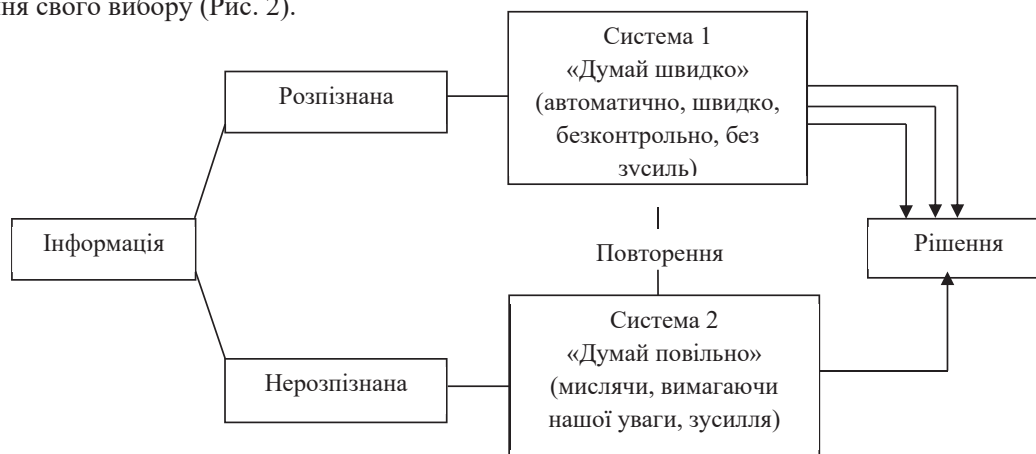 ня свого вибору (Рис. 2).
Система 1
«Думай швидко»
(автоматично, швидко,
безконтрольно, без
зусиль)
Розпізнана
Інформація
Повторення
Рішення
Система 2
«Думай повільно»
(мислячи, вимагаючи
нашої уваги, зусилля)
Нерозпізнана